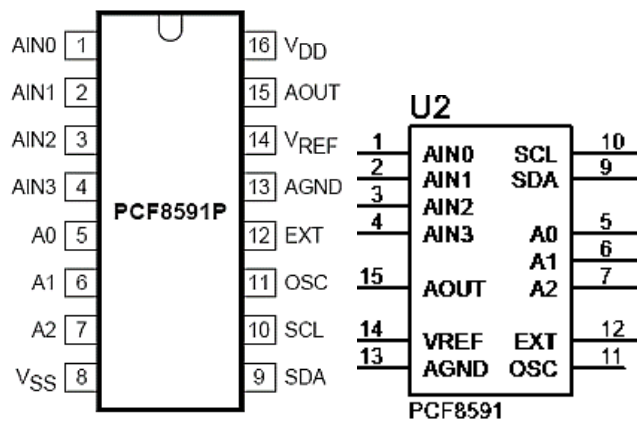 AIN0 1 16 VDD
AIN1 2 15 AOUT
AIN2 3 14 VREF
AIN3 4 13 AGND
PCF8591P
A0 5 12 EXT
A1 6 11 OSC
A2 7 10 SCL
VSS 8 9 SDA
U2
1 AIN0 SCL 10
2 AIN1 SDA 9
3 AIN2
4 AIN3 A0 5
A1 6
15 AOUT A2 7
14 VREF EXT 12
13 AGND OSC 11
PCF8591